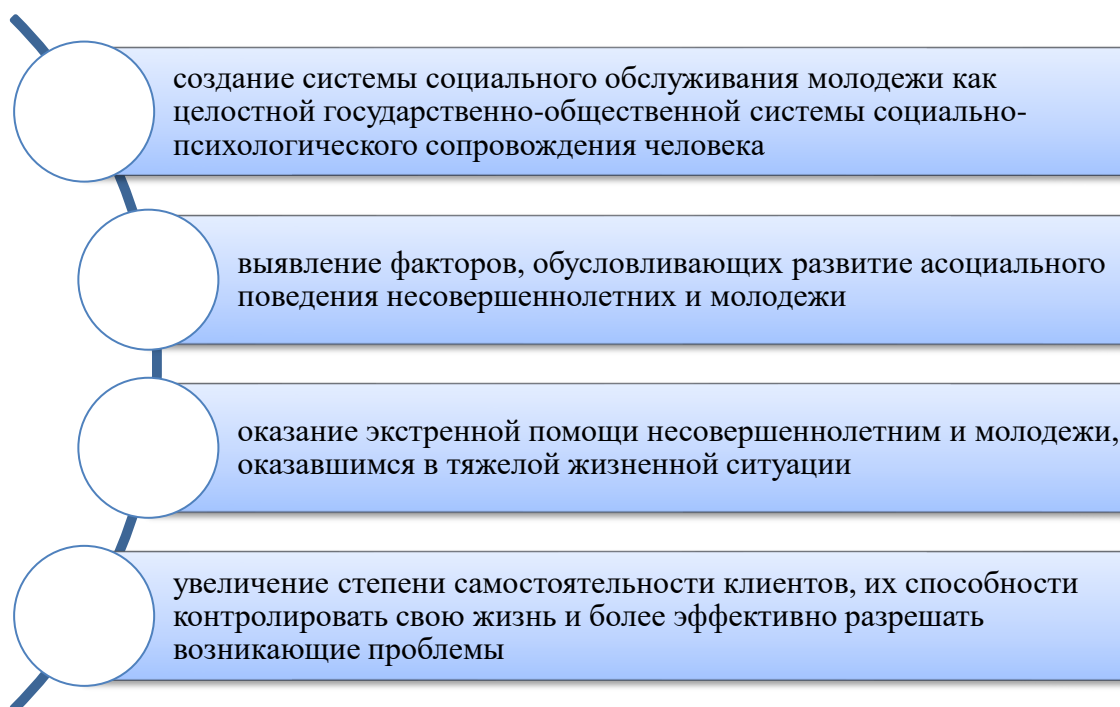 создание системы социального обслуживания молодежи как
целостной государственно-общественной системы социально-
психологического сопровождения человека
выявление факторов, обусловливающих развитие асоциального
поведения несовершеннолетних и молодежи
оказание экстренной помощи несовершеннолетним и молодежи,
оказавшимся в тяжелой жизненной ситуации
увеличение степени самостоятельности клиентов, их способности
контролировать свою жизнь и более эффективно разрешать
возникающие проблемы